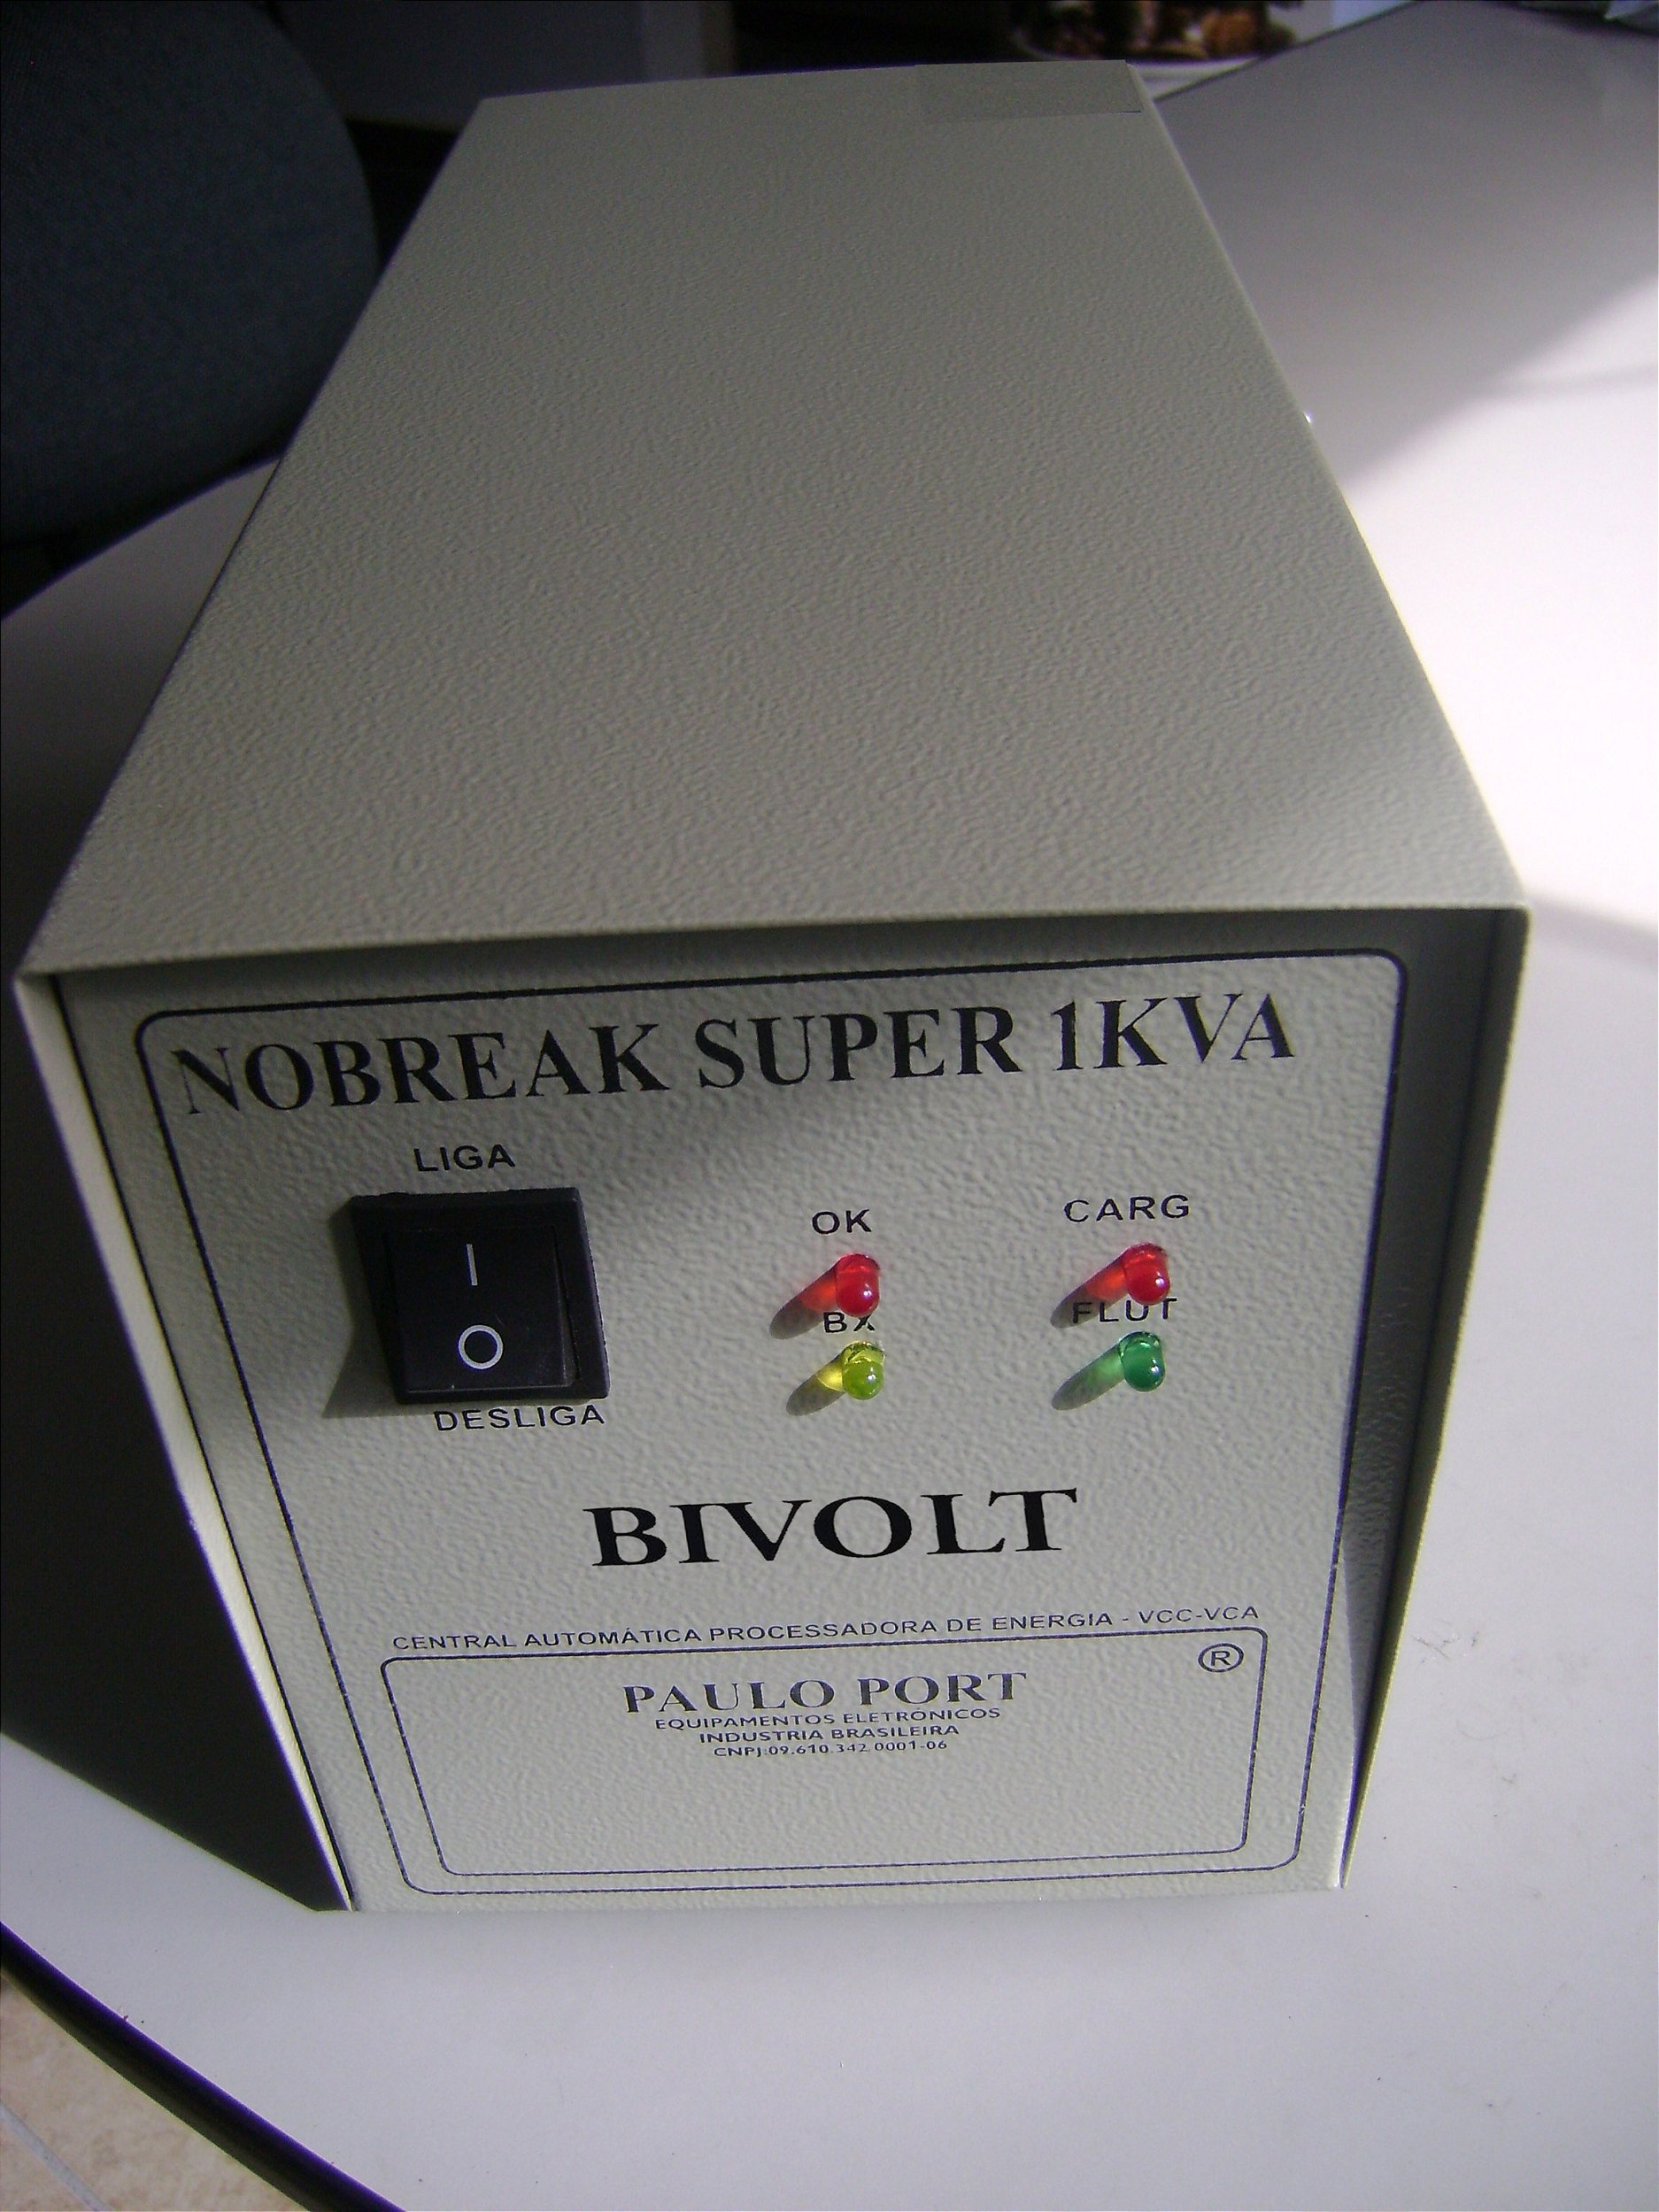 NOBREAK SUPER 1KVA
LIGA
I
O
DESLIGA
OK
CARG
BX
FLUT
BIVOLT
CENTRAL AUTOMÁTICA PROCESSADORA DE ENERGIA - VCC-VCA
®
PAULO PORT
EQUIPAMENTOS ELETRÔNICOS
INDUSTRIA BRASILEIRA
CNPJ:09.610.342.0001-06